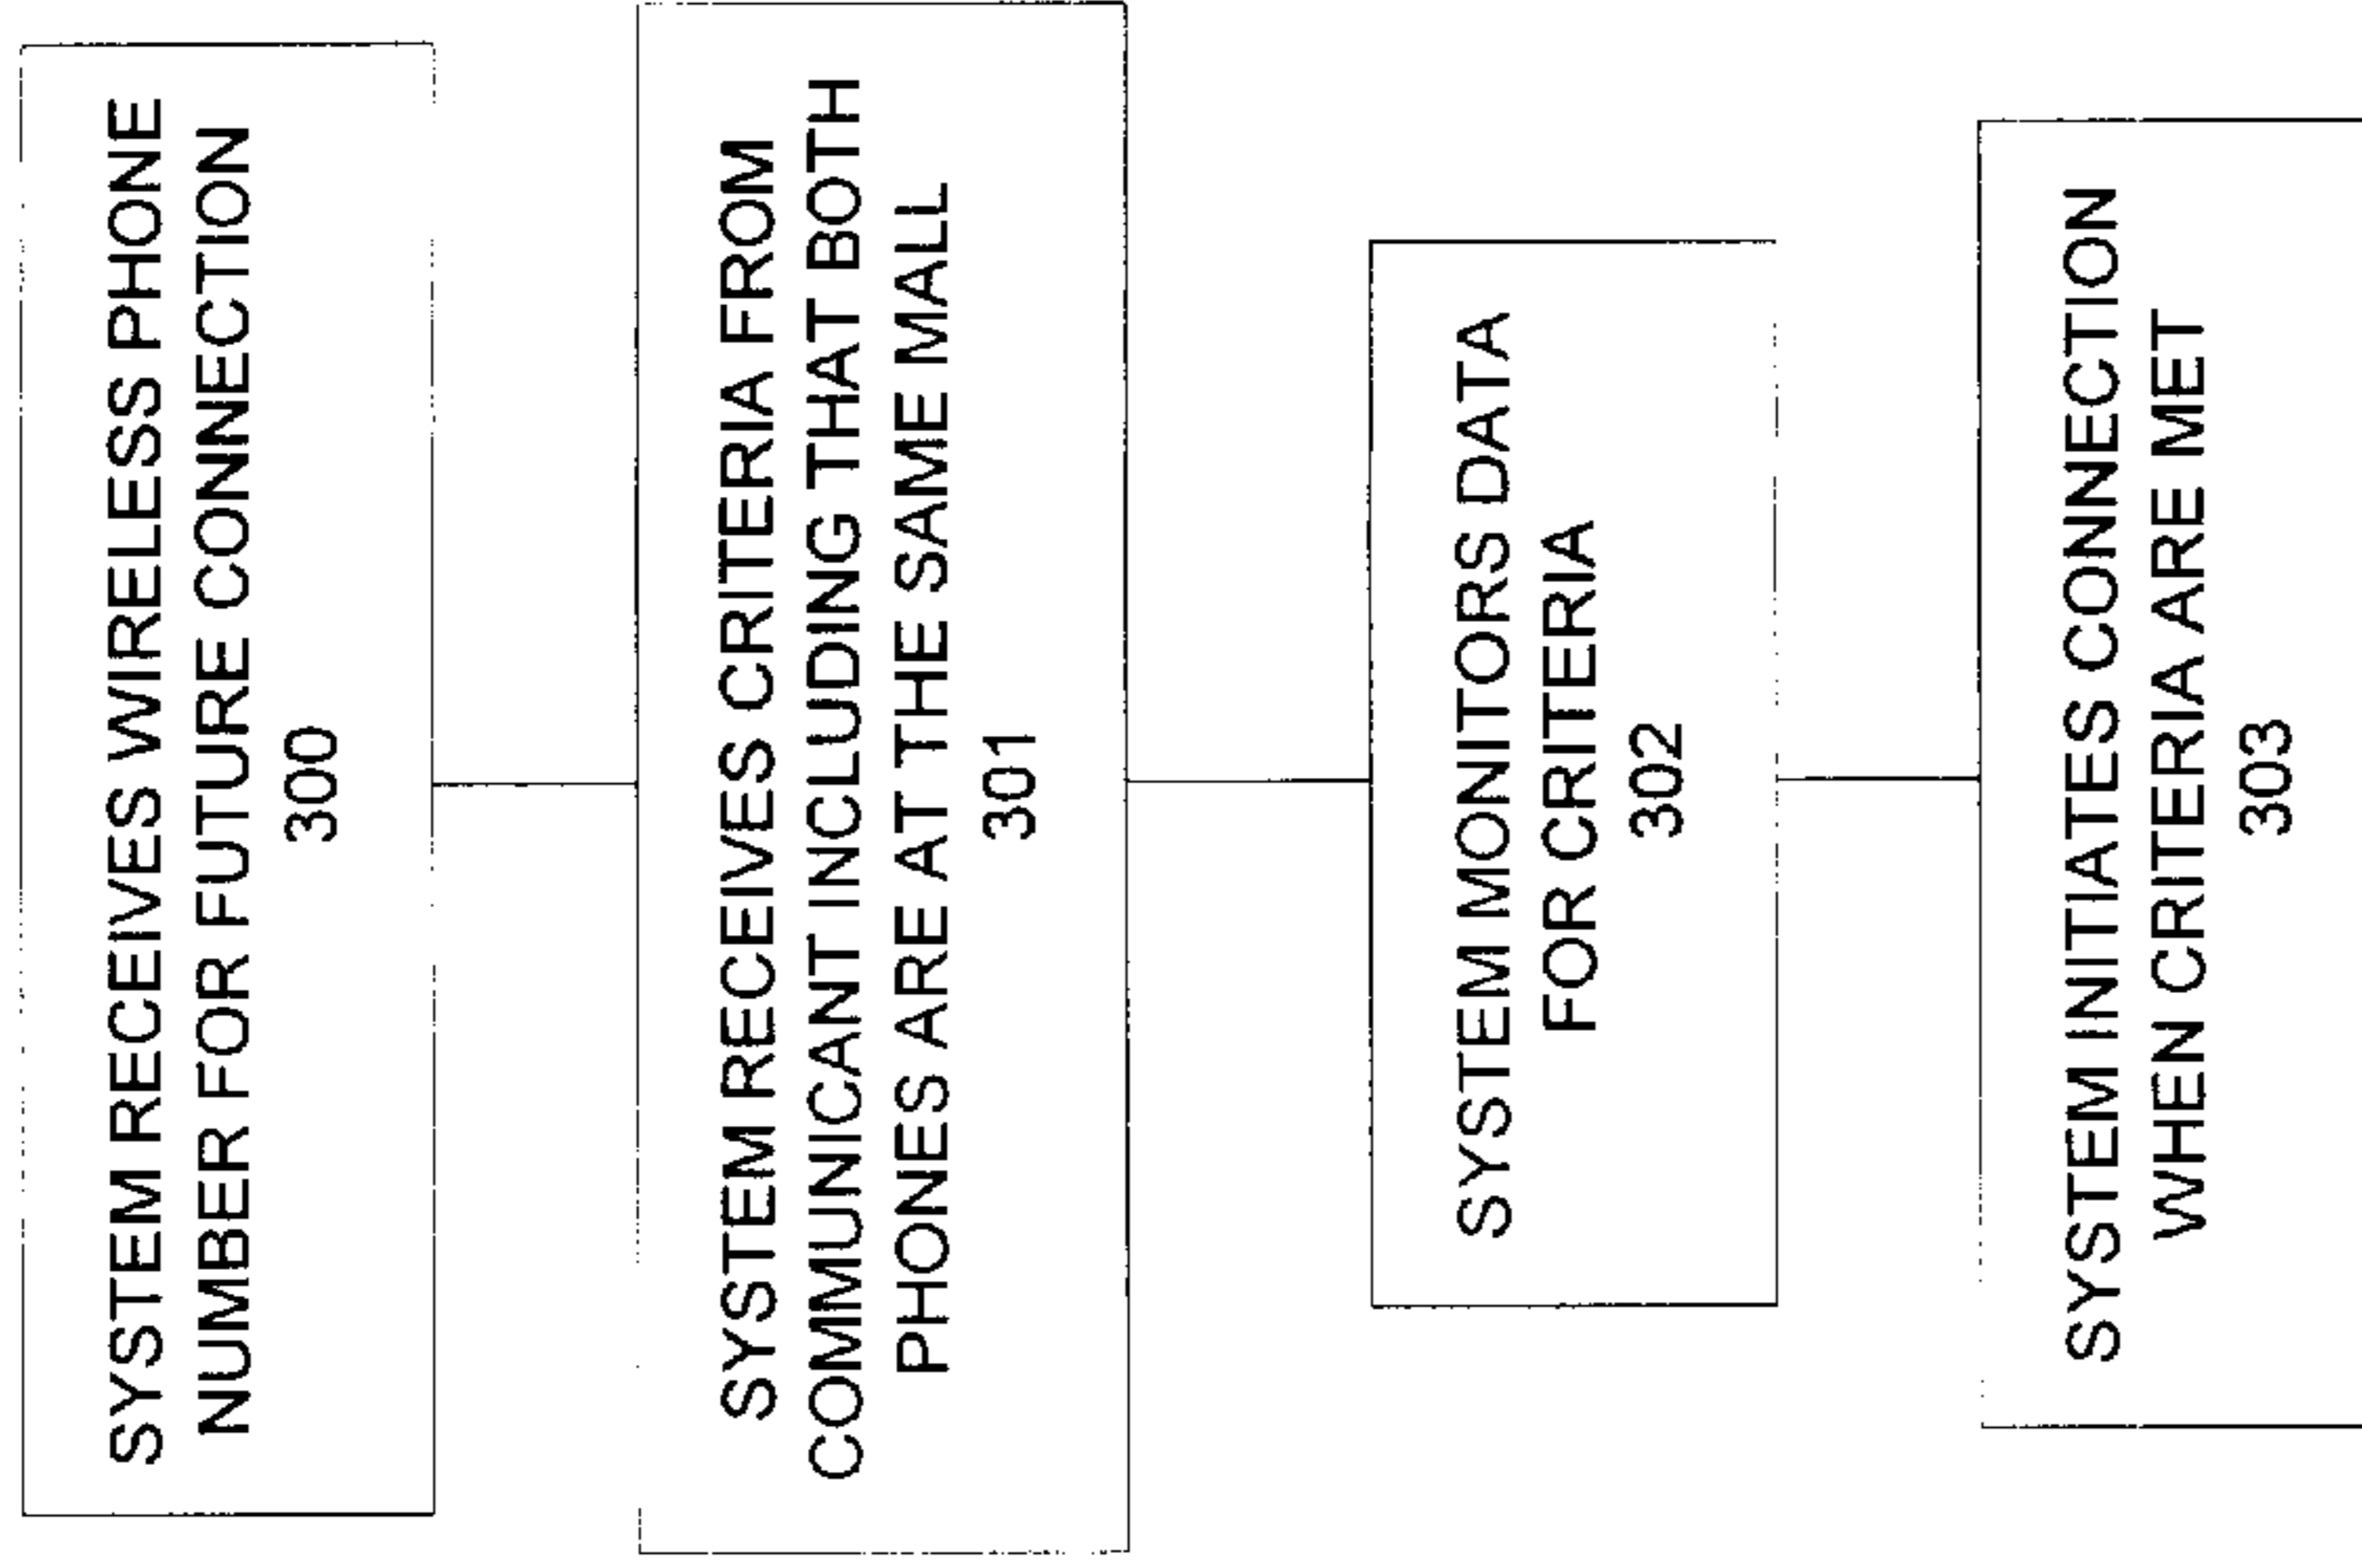 SYSTEM RECEIVES WIRELESS PHONE
NUMBER FOR FUTURE CONNECTION
300
SYSTEM RECEIVES CRITERIA FROM
COMMUNICANT INCLUDING THAT BOTH
PHONES ARE AT THE SAME MALL
301
SYSTEM MONITORS DATA
FOR CRITERIA
302
SYSTEM INITIATES CONNECTION
WHEN CRITERIA ARE MET
303